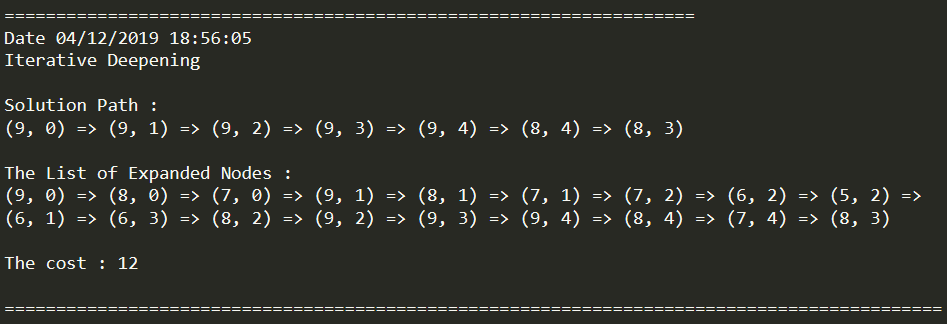 ===================================================================
Date 04/12/2019 18:56:05
Iterative Deepening
Solution Path :
(9, 0) => (9, 1) => (9, 2) => (9, 3) => (9, 4) => (8, 4) => (8, 3)
The List of Expanded Nodes :
(9, 0) => (8, 0) => (7, 0) => (9, 1) => (8, 1) => (7, 1) => (7, 2) => (6, 2) => (5, 2) =>
(6, 1) => (6, 3) => (8, 2) => (9, 2) => (9, 3) => (9, 4) => (8, 4) => (7, 4) => (8, 3)
The cost : 12
===========================================================================================